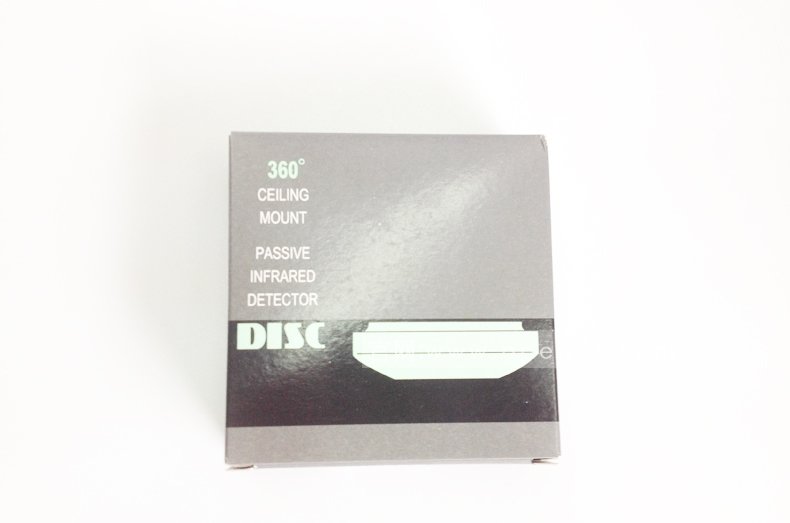 360°
CEILING
MOUNT
PASSIVE
INFRARED
DETECTOR
DISC